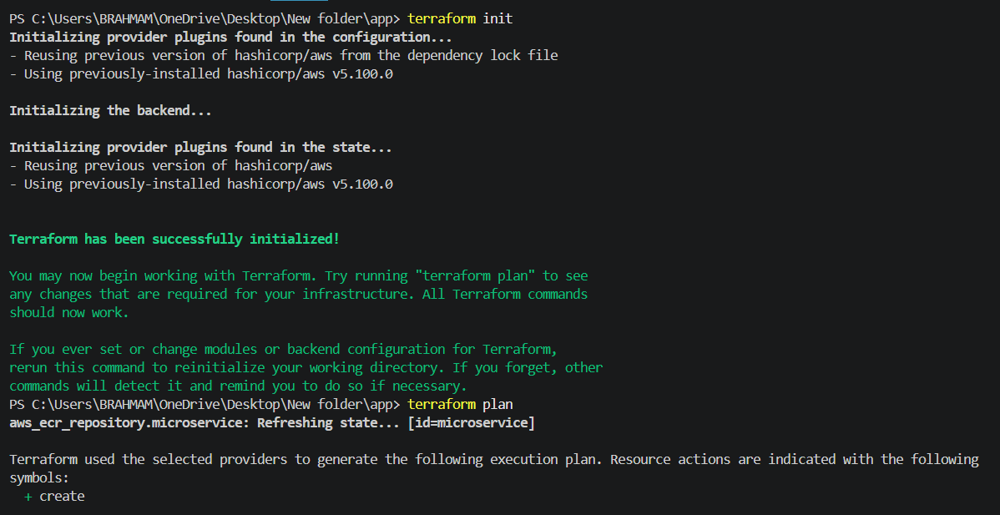 PS C:\Users\BRAHMAM\OneDrive\Desktop\New folder\app> terraform init
Initializing provider plugins found in the configuration...
- Reusing previous version of hashicorp/aws from the dependency lock file
- Using previously-installed hashicorp/aws v5.100.0
Initializing the backend...
Initializing provider plugins found in the state...
- Reusing previous version of hashicorp/aws
- Using previously-installed hashicorp/aws v5.100.0
Terraform has been successfully initialized!
You may now begin working with Terraform. Try running "terraform plan" to see
any changes that are required for your infrastructure. All Terraform commands
should now work.
If you ever set or change modules or backend configuration for Terraform,
rerun this command to reinitialize your working directory. If you forget, other
commands will detect it and remind you to do so if necessary.
PS C:\Users\BRAHMAM\OneDrive\Desktop\New folder\app> terraform plan
aws_ecr_repository.microservice: Refreshing state... [id=microservice]
Terraform used the selected providers to generate the following execution plan. Resource actions are indicated with the following
symbols:
+ create